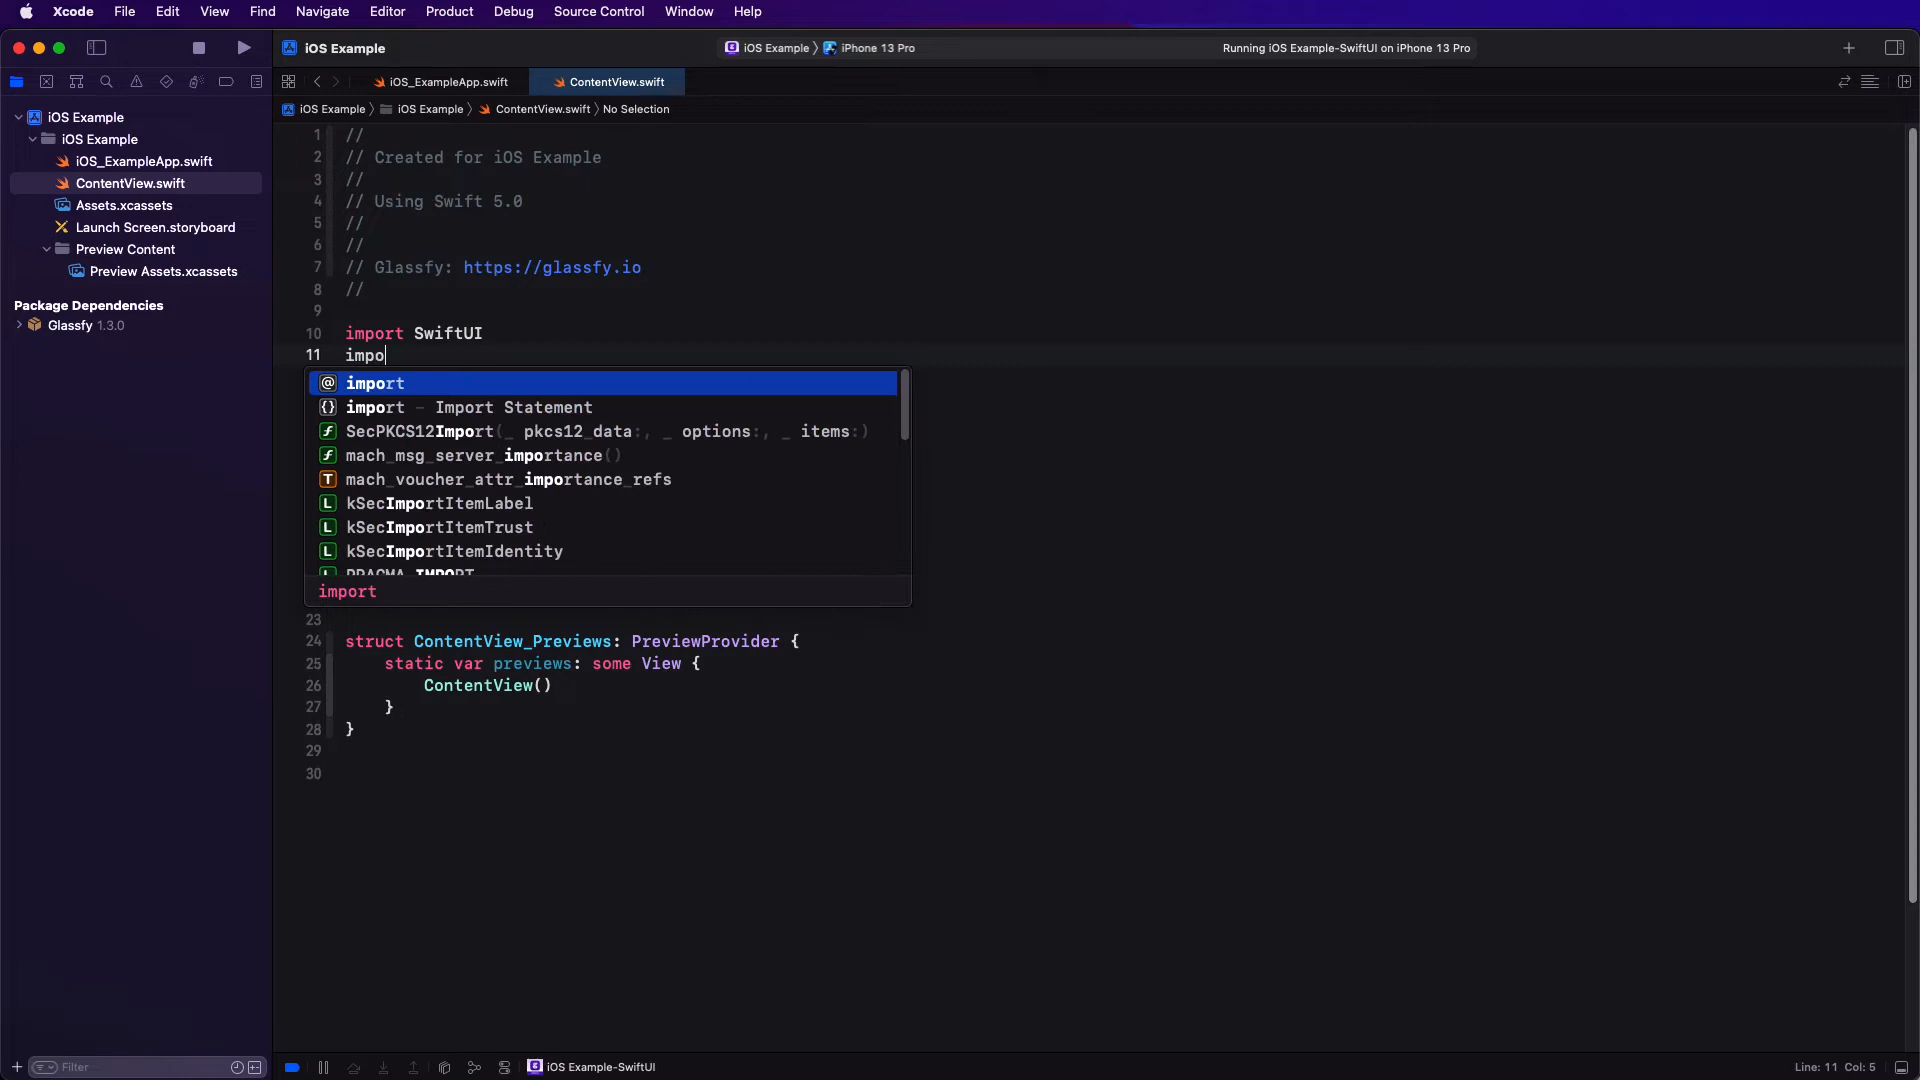 Xcode File Edit View Find Navigate Editor Product Debug Source Control Window Help
iOS Example
iOS Example iPhone 13 Pro
Running iOS Example-SwiftUI on iPhone 13 Pro
iOS_ExampleApp.swift
ContentView.swift
iOS Example iOS Example ContentView.swift No Selection
iOS Example
iOS Example
iOS_ExampleApp.swift
ContentView.swift
Assets.xcassets
Launch Screen.storyboard
Preview Content
Preview Assets.xcassets
Package Dependencies
Glassfy 1.3.0
1 //
2 // Created for iOS Example
3 //
4 // Using Swift 5.0
5 //
6 //
7 // Glassfy: https://glassfy.io
8 //
9
10 import SwiftUI
11 impo
@ import
{} import – Import Statement
f SecPKCS12Import(_ pkcs12_data:, _ options:, _ items:)
f mach_msg_server_importance()
T mach_voucher_attr_importance_refs
L kSecImportItemLabel
L kSecImportItemTrust
L kSecImportItemIdentity
L PRAGMA_IMPORT
import
23
24 struct ContentView_Previews: PreviewProvider {
25 static var previews: some View {
26 ContentView()
27 }
28 }
29
30
Filter
iOS Example-SwiftUI
Line: 11 Col: 5